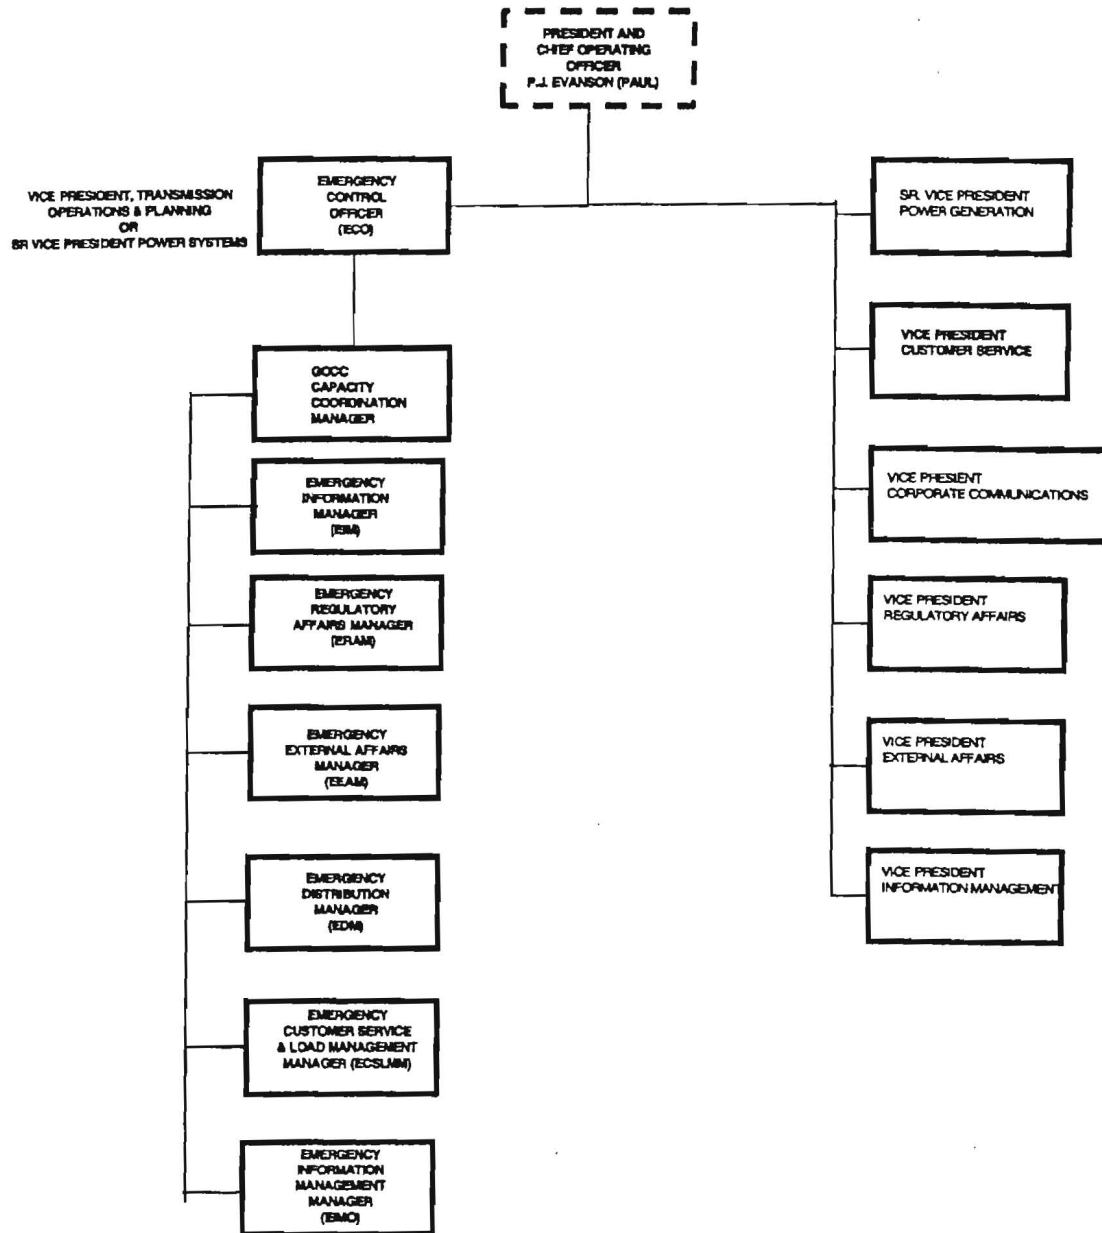 PRESIDENT AND
CHIEF OPERATING
OFFICER
P.J. EVANSON (PAUL)
VICE PRESIDENT, TRANSMISSION
OPERATIONS & PLANNING
OR
SR VICE PRESIDENT POWER SYSTEMS
EMERGENCY
CONTROL
OFFICER
(ECO)
SR. VICE PRESIDENT
POWER GENERATION
VICE PRESIDENT
CUSTOMER SERVICE
VICE PRESIENT
CORPORATE COMMUNICATIONS
VICE PRESIDENT
REGULATORY AFFAIRS
VICE PRESIDENT
EXTERNAL AFFAIRS
VICE PRESIDENT
INFORMATION MANAGEMENT
GCCC
CAPACITY
COORDINATION
MANAGER
EMERGENCY
INFORMATION
MANAGER
(EIM)
EMERGENCY
REGULATORY
AFFAIRS MANAGER
(ERAM)
EMERGENCY
EXTERNAL AFFAIRS
MANAGER
(EEAM)
EMERGENCY
DISTRIBUTION
MANAGER
(EDM)
EMERGENCY
CUSTOMER SERVICE
& LOAD MANAGEMENT
MANAGER (ECSLMM)
EMERGENCY
INFORMATION
MANAGEMENT
MANAGER
(EIMO)